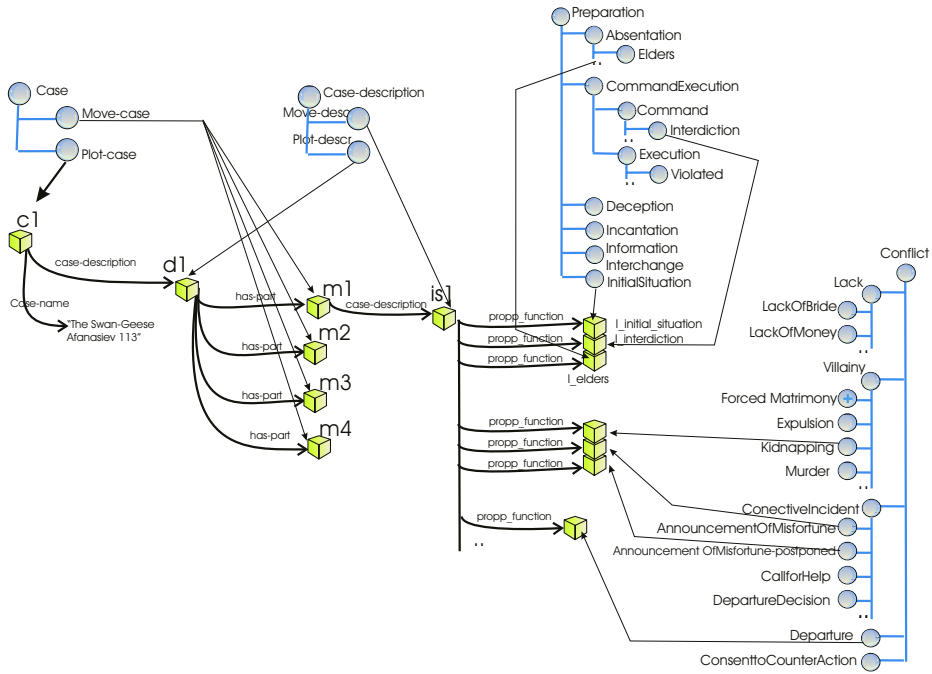 Preparation
Absentation
Elders
..
CommandExecution
Command
Interdiction
..
Execution
Violated
..
Deception
Incantation
Information
Interchange
InitialSituation
Case
Move-case
Plot-case
Case-description
Move-descr
Plot-descr
c1
case-description
Case-name
"The Swan-Geese
Afanasiev 113"
d1
has-part
m1
has-part
m2
has-part
m3
has-part
m4
case-description
is1
propp_function
I_initial_situation
propp_function
I_interdiction
propp_function
I_elders
propp_function
propp_function
propp_function
propp_function
..
Conflict
Lack
LackOfBride
LackOfMoney
..
Villainy
Forced Matrimony
Expulsion
Kidnapping
Murder
..
ConectiveIncident
AnnouncementOfMisfortune
Announcement OfMisfortune-postponed
CallforHelp
DepartureDecision
..
Departure
ConsenttoCounterAction